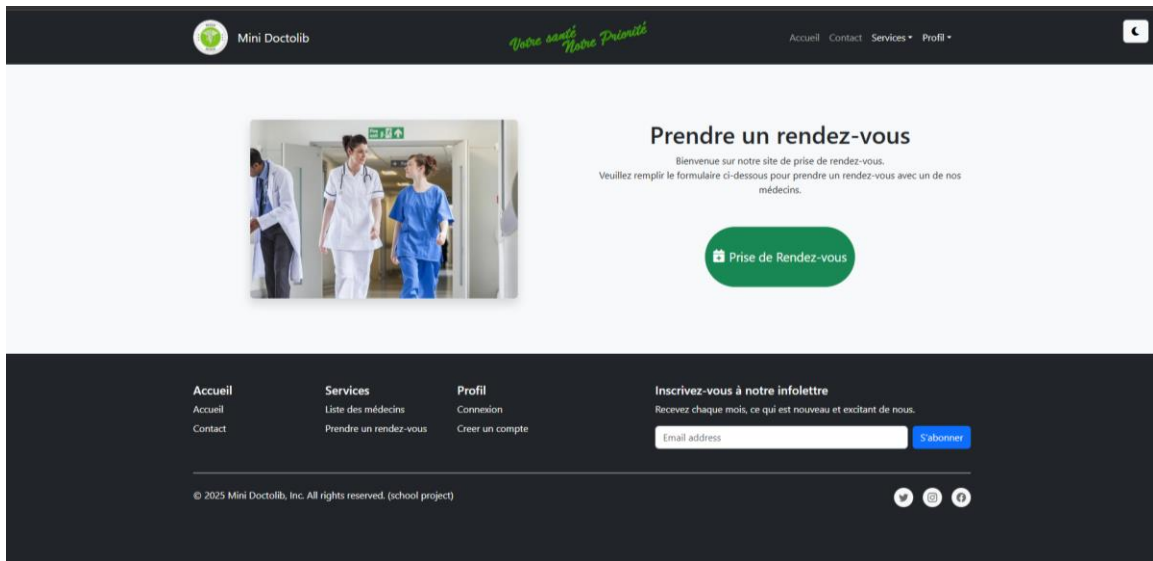 Mini Doctolib
Votre santé
Notre Priorité
Accueil Contact Services Profil
Prendre un rendez-vous
Bienvenue sur notre site de prise de rendez-vous.
Veuillez remplir le formulaire ci-dessous pour prendre un rendez-vous avec un de nos
médecins.
Prise de Rendez-vous
Accueil
Accueil
Contact
Services
Liste des médecins
Prendre un rendez-vous
Profil
Connexion
Creer un compte
Inscrivez-vous à notre infolettre
Recevez chaque mois, ce qui est nouveau et excitant de nous.
Email address
S'abonner
© 2025 Mini Doctolib, Inc. All rights reserved. (school project)